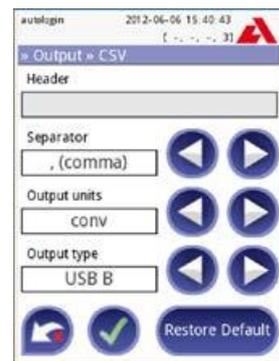 autologin 2012-06-06 15:40:43
[ -, -, -, 3]
» Output » CSV
Header
Separator
, (comma)
Output units
conv
Output type
USB B
Restore Default